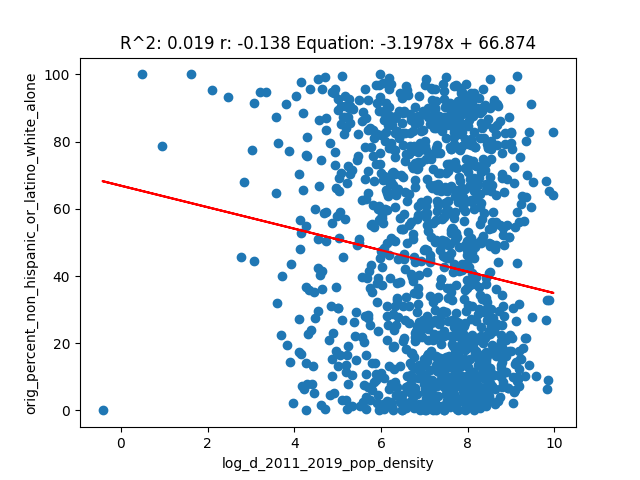 R^2: 0.019 r: -0.138 Equation: -3.1978x + 66.874
100
80
60
40
20
0
orig_percent_non_hispanic_or_latino_white_alone
0 2 4 6 8 10
log_d_2011_2019_pop_density